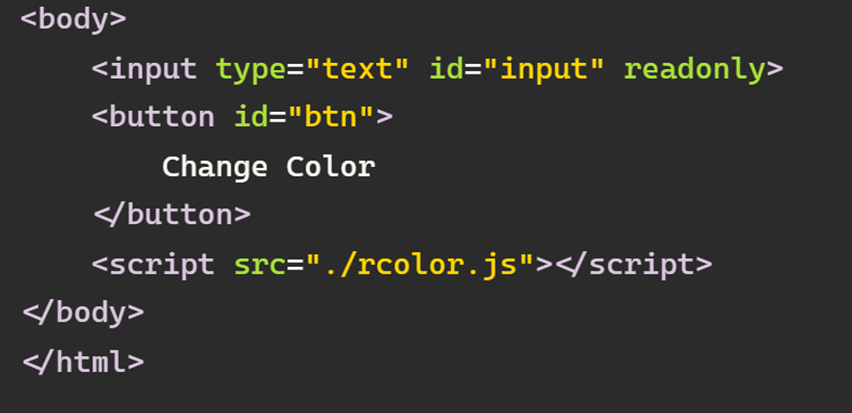 <body>
    <input type="text" id="input" readonly>
    <button id="btn">
        Change Color
    </button>
    <script src="./rcolor.js"></script>
</body>
</html>